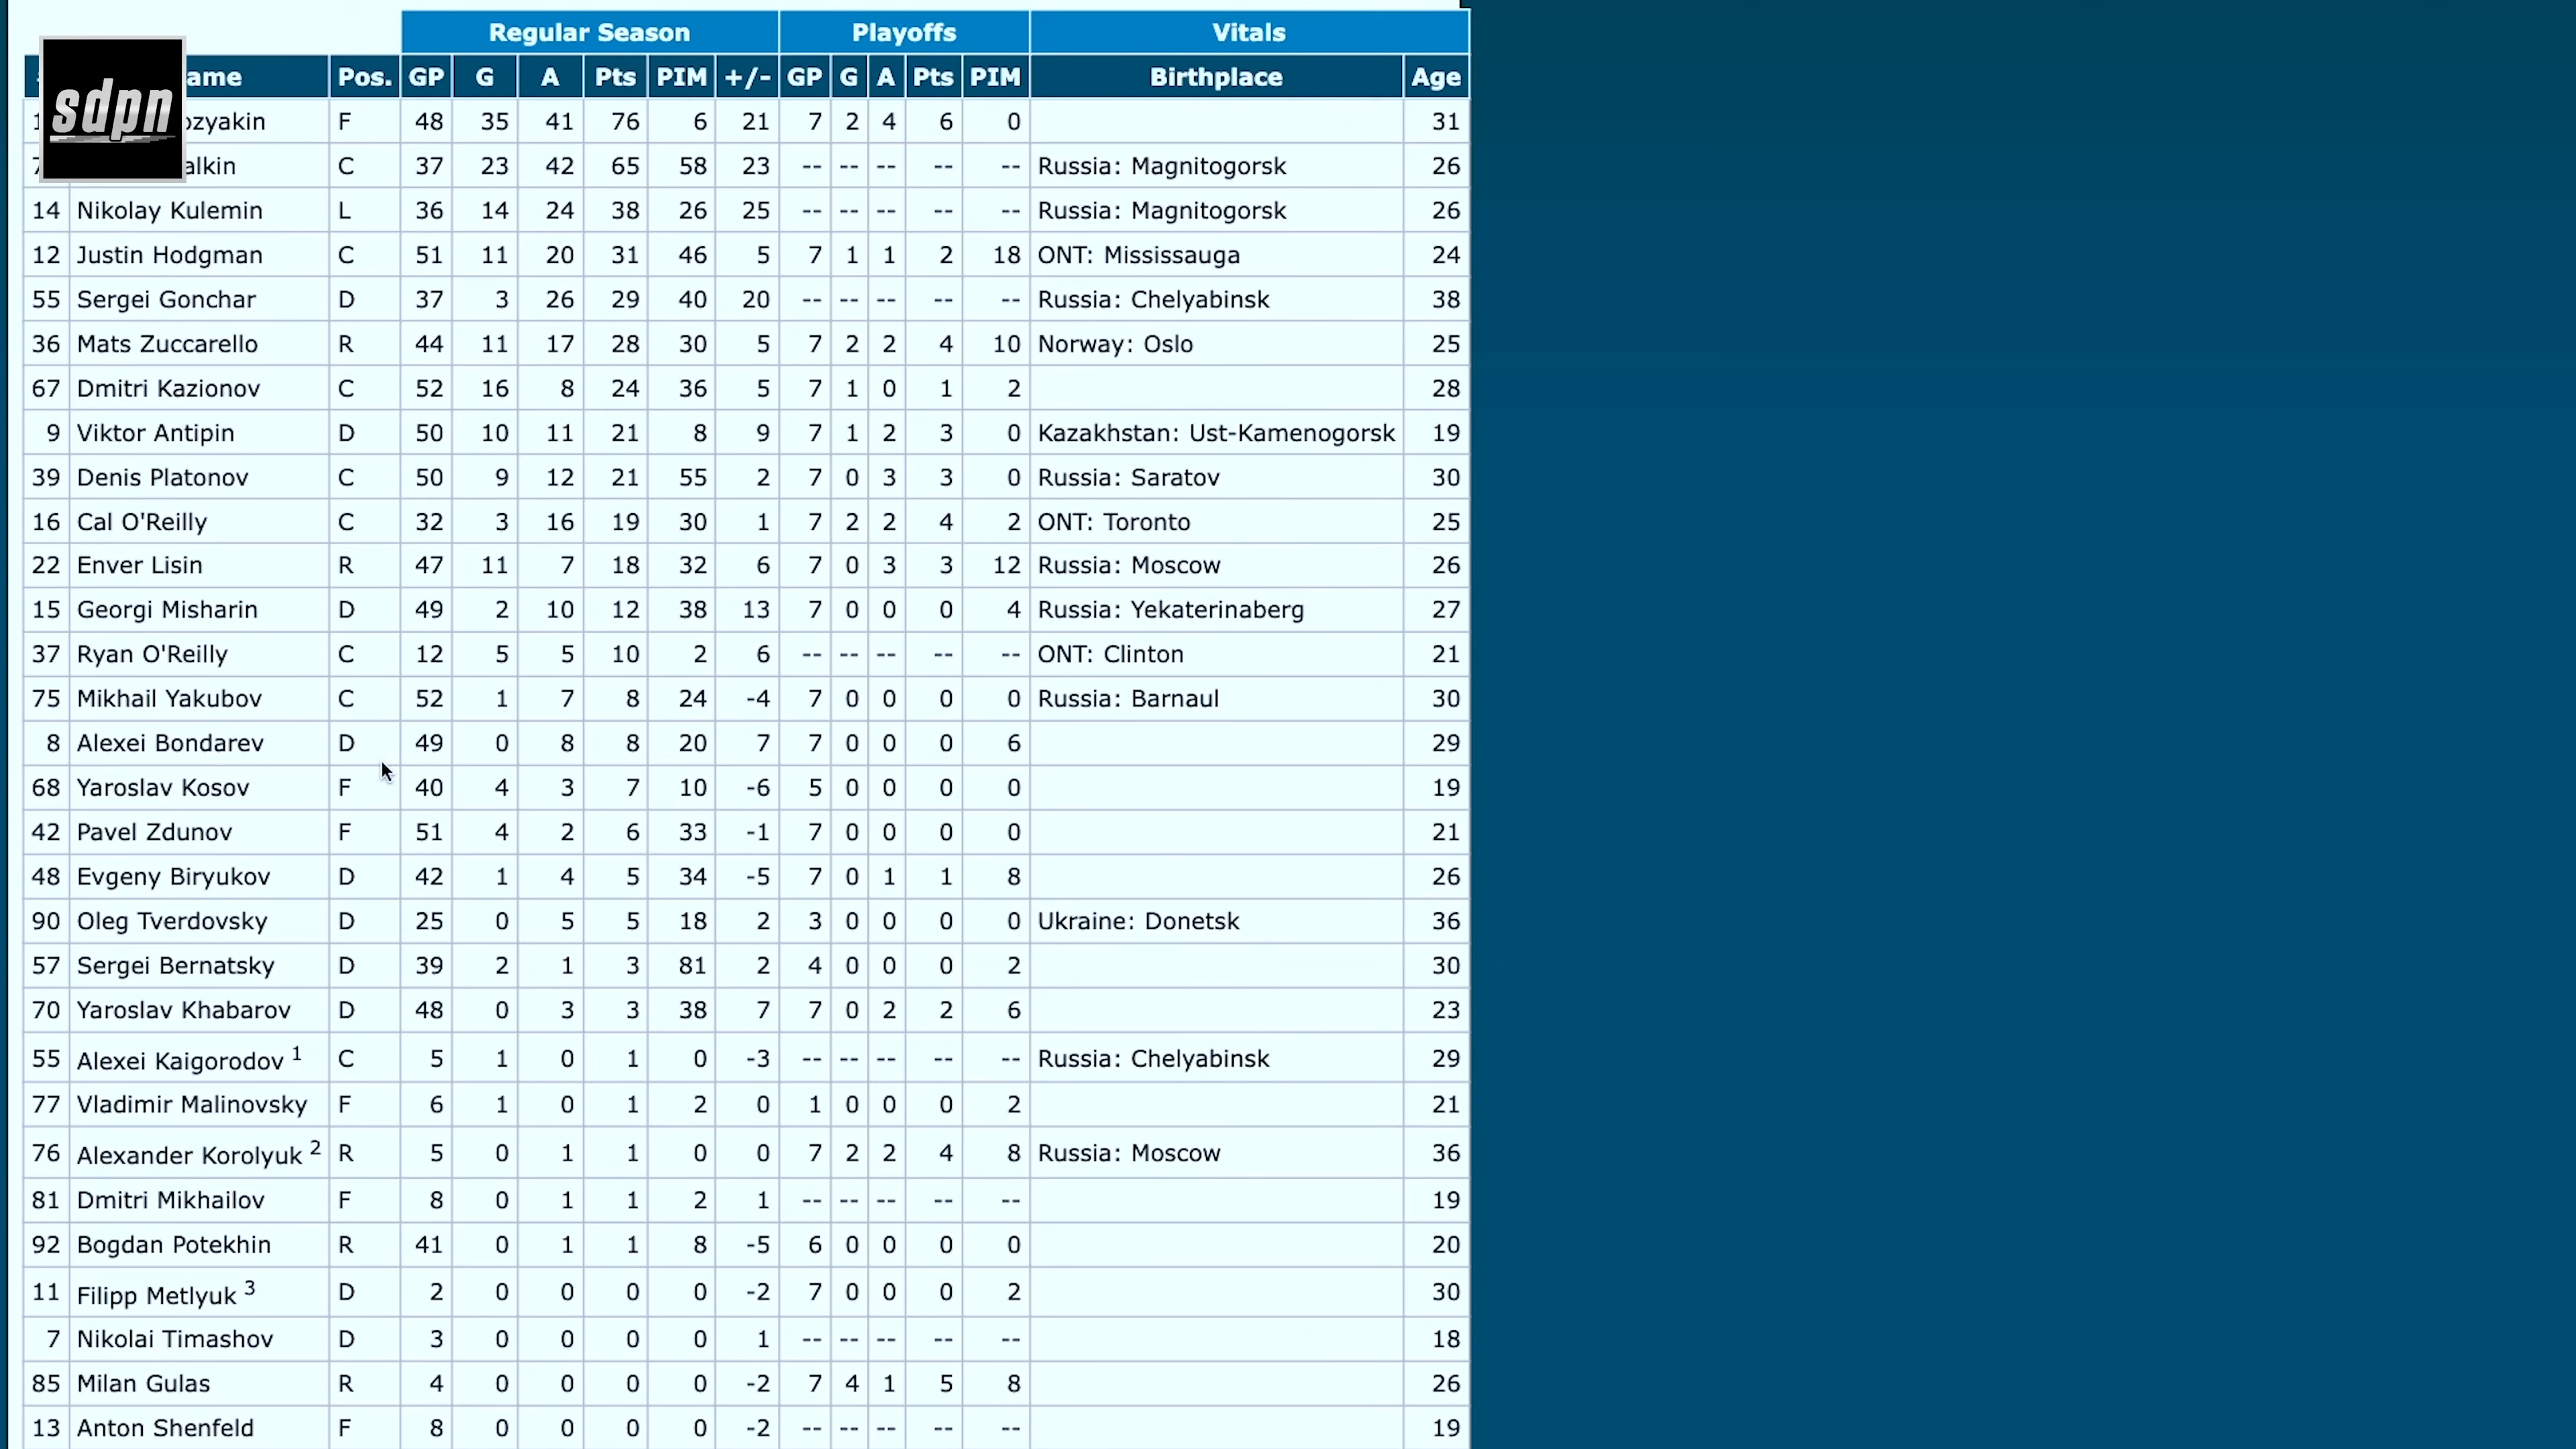 Regular Season Playoffs Vitals
ame Pos. GP G A Pts PIM +/- GP G A Pts PIM Birthplace Age
sdpn
ozyakin F 48 35 41 76 6 21 7 2 4 6 0 31
alkin C 37 23 42 65 58 23 -- -- -- -- -- Russia: Magnitogorsk 26
14 Nikolay Kulemin L 36 14 24 38 26 25 -- -- -- -- -- Russia: Magnitogorsk 26
12 Justin Hodgman C 51 11 20 31 46 5 7 1 1 2 18 ONT: Mississauga 24
55 Sergei Gonchar D 37 3 26 29 40 20 -- -- -- -- -- Russia: Chelyabinsk 38
36 Mats Zuccarello R 44 11 17 28 30 5 7 2 2 4 10 Norway: Oslo 25
67 Dmitri Kazionov C 52 16 8 24 36 5 7 1 0 1 2 28
9 Viktor Antipin D 50 10 11 21 8 9 7 1 2 3 0 Kazakhstan: Ust-Kamenogorsk 19
39 Denis Platonov C 50 9 12 21 55 2 7 0 3 3 0 Russia: Saratov 30
16 Cal O'Reilly C 32 3 16 19 30 1 7 2 2 4 2 ONT: Toronto 25
22 Enver Lisin R 47 11 7 18 32 6 7 0 3 3 12 Russia: Moscow 26
15 Georgi Misharin D 49 2 10 12 38 13 7 0 0 0 4 Russia: Yekaterinaberg 27
37 Ryan O'Reilly C 12 5 5 10 2 6 -- -- -- -- -- ONT: Clinton 21
75 Mikhail Yakubov C 52 1 7 8 24 -4 7 0 0 0 0 Russia: Barnaul 30
8 Alexei Bondarev D 49 0 8 8 20 7 7 0 0 0 6 29
68 Yaroslav Kosov F 40 4 3 7 10 -6 5 0 0 0 0 19
42 Pavel Zdunov F 51 4 2 6 33 -1 7 0 0 0 0 21
48 Evgeny Biryukov D 42 1 4 5 34 -5 7 0 1 1 8 26
90 Oleg Tverdovsky D 25 0 5 5 18 2 3 0 0 0 0 Ukraine: Donetsk 36
57 Sergei Bernatsky D 39 2 1 3 81 2 4 0 0 0 2 30
70 Yaroslav Khabarov D 48 0 3 3 38 7 7 0 2 2 6 23
55 Alexei Kaigorodov 1 C 5 1 0 1 0 -3 -- -- -- -- -- Russia: Chelyabinsk 29
77 Vladimir Malinovsky F 6 1 0 1 2 0 1 0 0 0 2 21
76 Alexander Korolyuk 2 R 5 0 1 1 0 0 7 2 2 4 8 Russia: Moscow 36
81 Dmitri Mikhailov F 8 0 1 1 2 1 -- -- -- -- -- 19
92 Bogdan Potekhin R 41 0 1 1 8 -5 6 0 0 0 0 20
11 Filipp Metlyuk 3 D 2 0 0 0 0 -2 7 0 0 0 2 30
7 Nikolai Timashov D 3 0 0 0 0 1 -- -- -- -- -- 18
85 Milan Gulas R 4 0 0 0 0 -2 7 4 1 5 8 26
13 Anton Shenfeld F 8 0 0 0 0 -2 -- -- -- -- -- 19